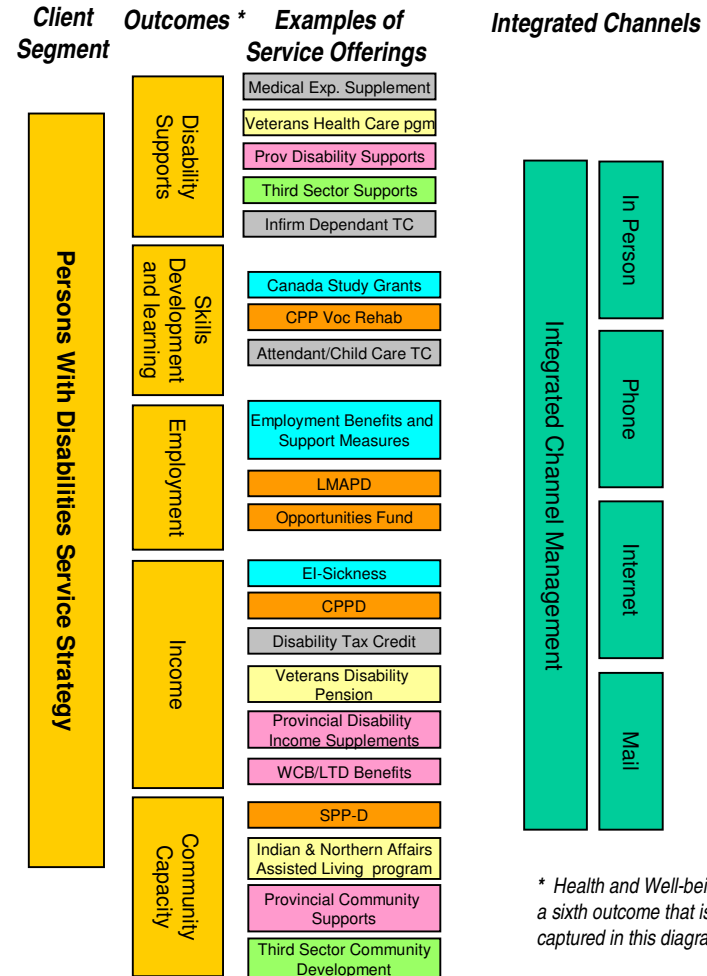 Client
Segment
Outcomes *
Examples of
Service Offerings
Integrated Channels
Persons With Disabilities Service Strategy
Disability
Supports
Medical Exp. Supplement
Veterans Health Care pgm
Prov Disability Supports
Third Sector Supports
Infirm Dependant TC
Skills
Development
and learning
Canada Study Grants
CPP Voc Rehab
Attendant/Child Care TC
Employment
Employment Benefits and
Support Measures
LMAPD
Opportunities Fund
Income
EI-Sickness
CPPD
Disability Tax Credit
Veterans Disability
Pension
Provincial Disability
Income Supplements
WCB/LTD Benefits
Community
Capacity
SPP-D
Indian & Northern Affairs
Assisted Living program
Provincial Community
Supports
Third Sector Community
Development
Integrated Channel Management
In Person
Phone
Internet
Mail
* Health and Well-bei
a sixth outcome that is
captured in this diagra